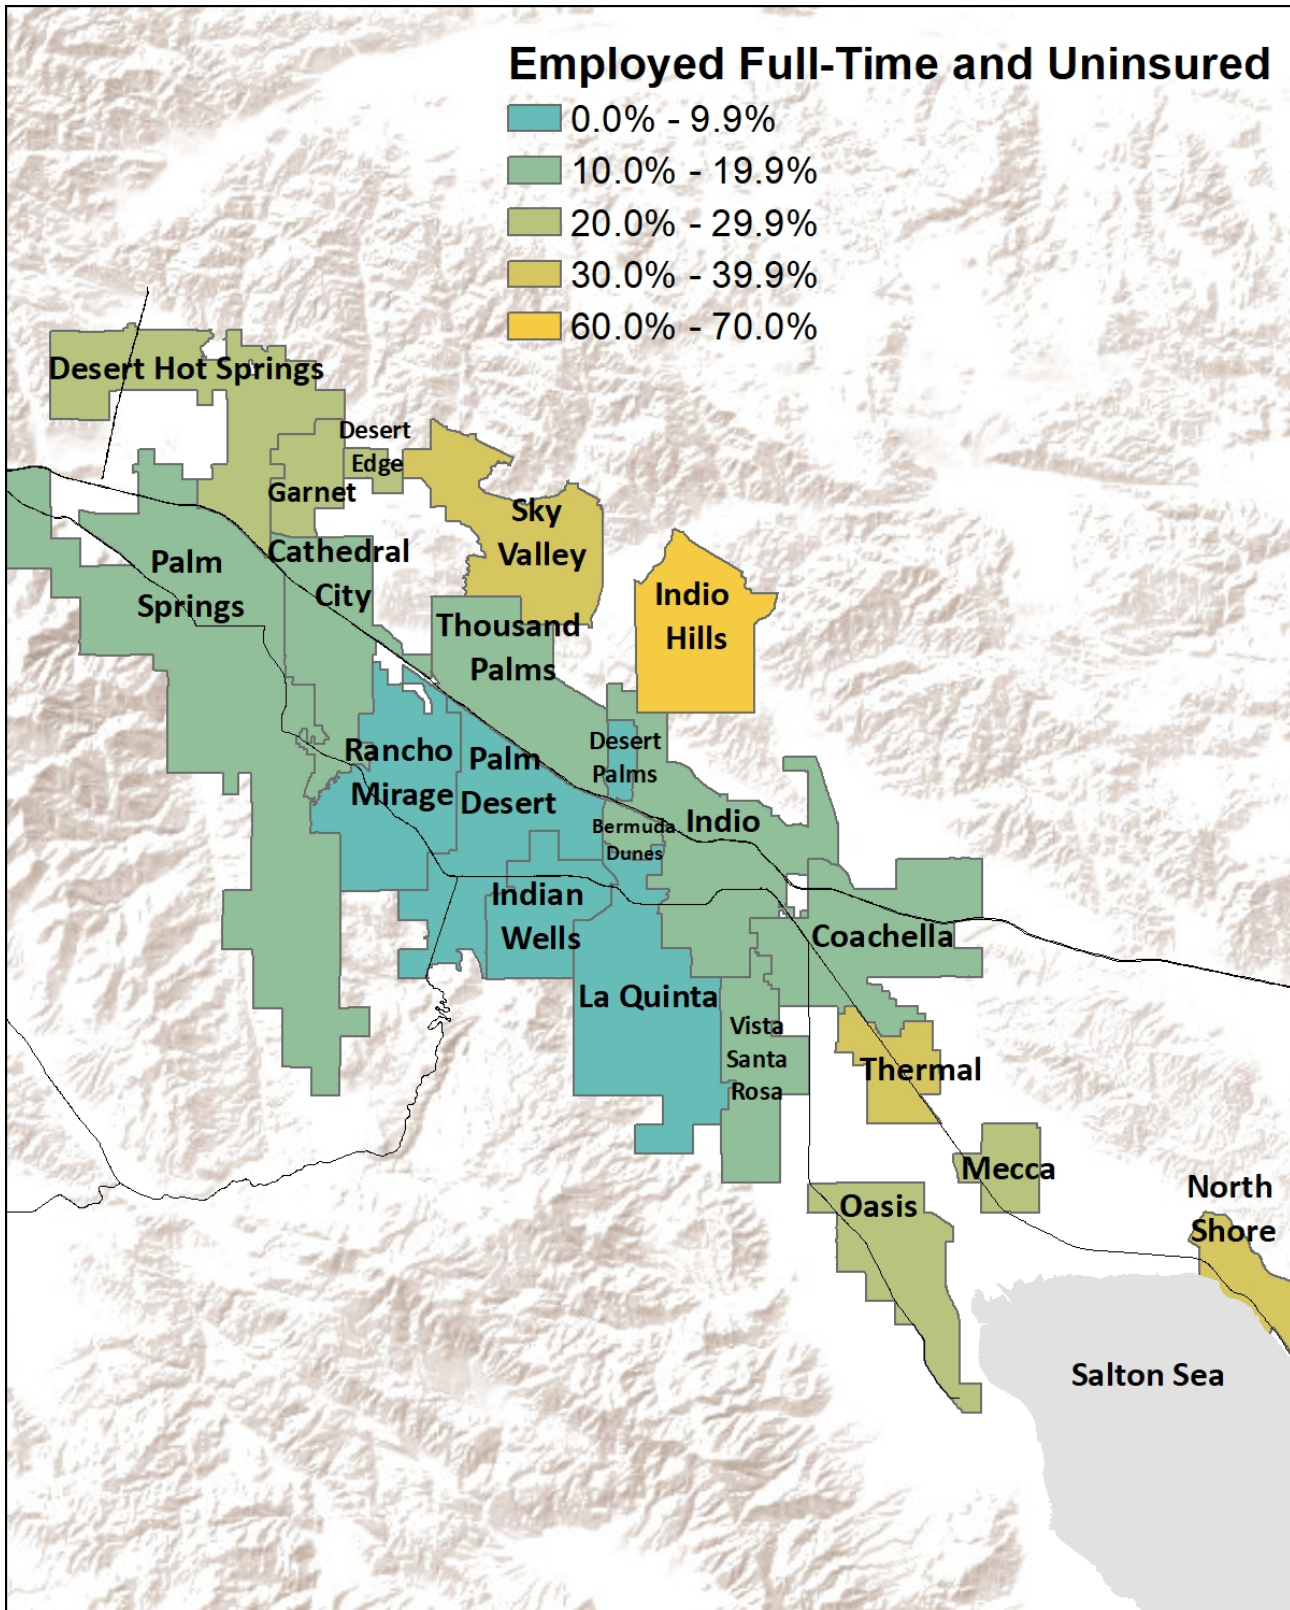 Employed Full-Time and Uninsured
0.0% - 9.9%
10.0% - 19.9%
20.0% - 29.9%
30.0% - 39.9%
60.0% - 70.0%
Desert Hot Springs
Desert
Edge
Garnet
Sky
Valley
Cathedral
City
Palm
Springs
Indio
Hills
Thousand
Palms
Rancho
Mirage
Palm
Desert
Desert
Palms
Bermuda
Dunes
Indio
Indian
Wells
Coachella
La Quinta
Vista
Santa
Rosa
Thermal
Mecca
Oasis
North
Shore
Salton Sea